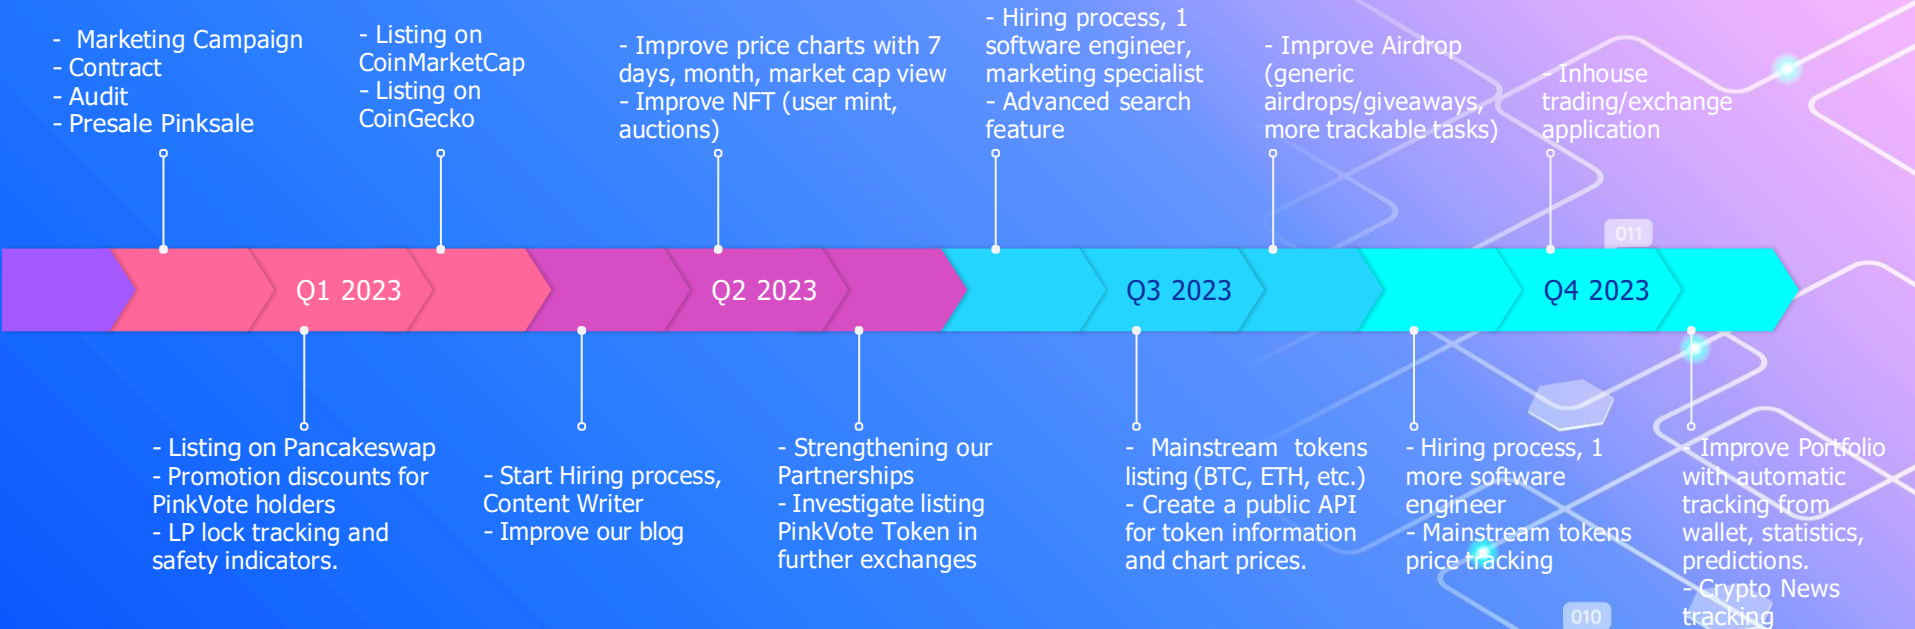 -  Marketing Campaign
- Contract
- Audit
- Presale Pinksale
- Listing on
CoinMarketCap
- Listing on
CoinGecko
- Improve price charts with 7
days, month, market cap view
- Improve NFT (user mint,
auctions)
- Hiring process, 1
software engineer,
marketing specialist
- Advanced search
feature
- Improve Airdrop
(generic
airdrops/giveaways,
more trackable tasks)
- Inhouse
trading/exchange
application
011
Q1 2023
Q2 2023
Q3 2023
Q4 2023
- Listing on Pancakeswap
- Promotion discounts for
PinkVote holders
- LP lock tracking and
safety indicators.
- Start Hiring process,
Content Writer
- Improve our blog
- Strengthening our
Partnerships
- Investigate listing
PinkVote Token in
further exchanges
- Mainstream tokens
listing (BTC, ETH, etc.)
- Create a public API
for token information
and chart prices.
- Hiring process, 1
more software
engineer
- Mainstream tokens
price tracking
- Improve Portfolio
with automatic
tracking from
wallet, statistics,
predictions.
- Crypto News
tracking
010